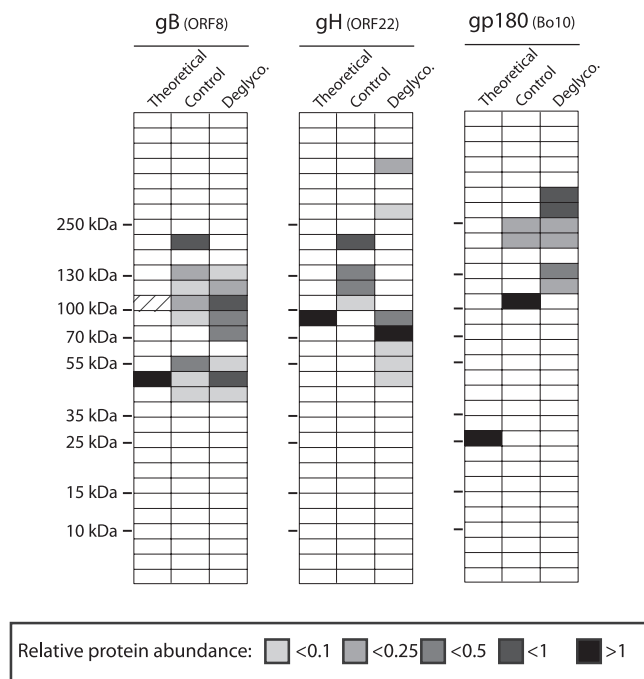 gB (ORF8) gH (ORF22) gp180 (Bo10)
Theoretical Control Deglyco. Theoretical Control Deglyco. Theoretical Control Deglyco.
250 kDa
130 kDa
100 kDa
70 kDa
55 kDa
35 kDa
25 kDa
15 kDa
10 kDa
Relative protein abundance: <0.1 <0.25 <0.5 <1 >1